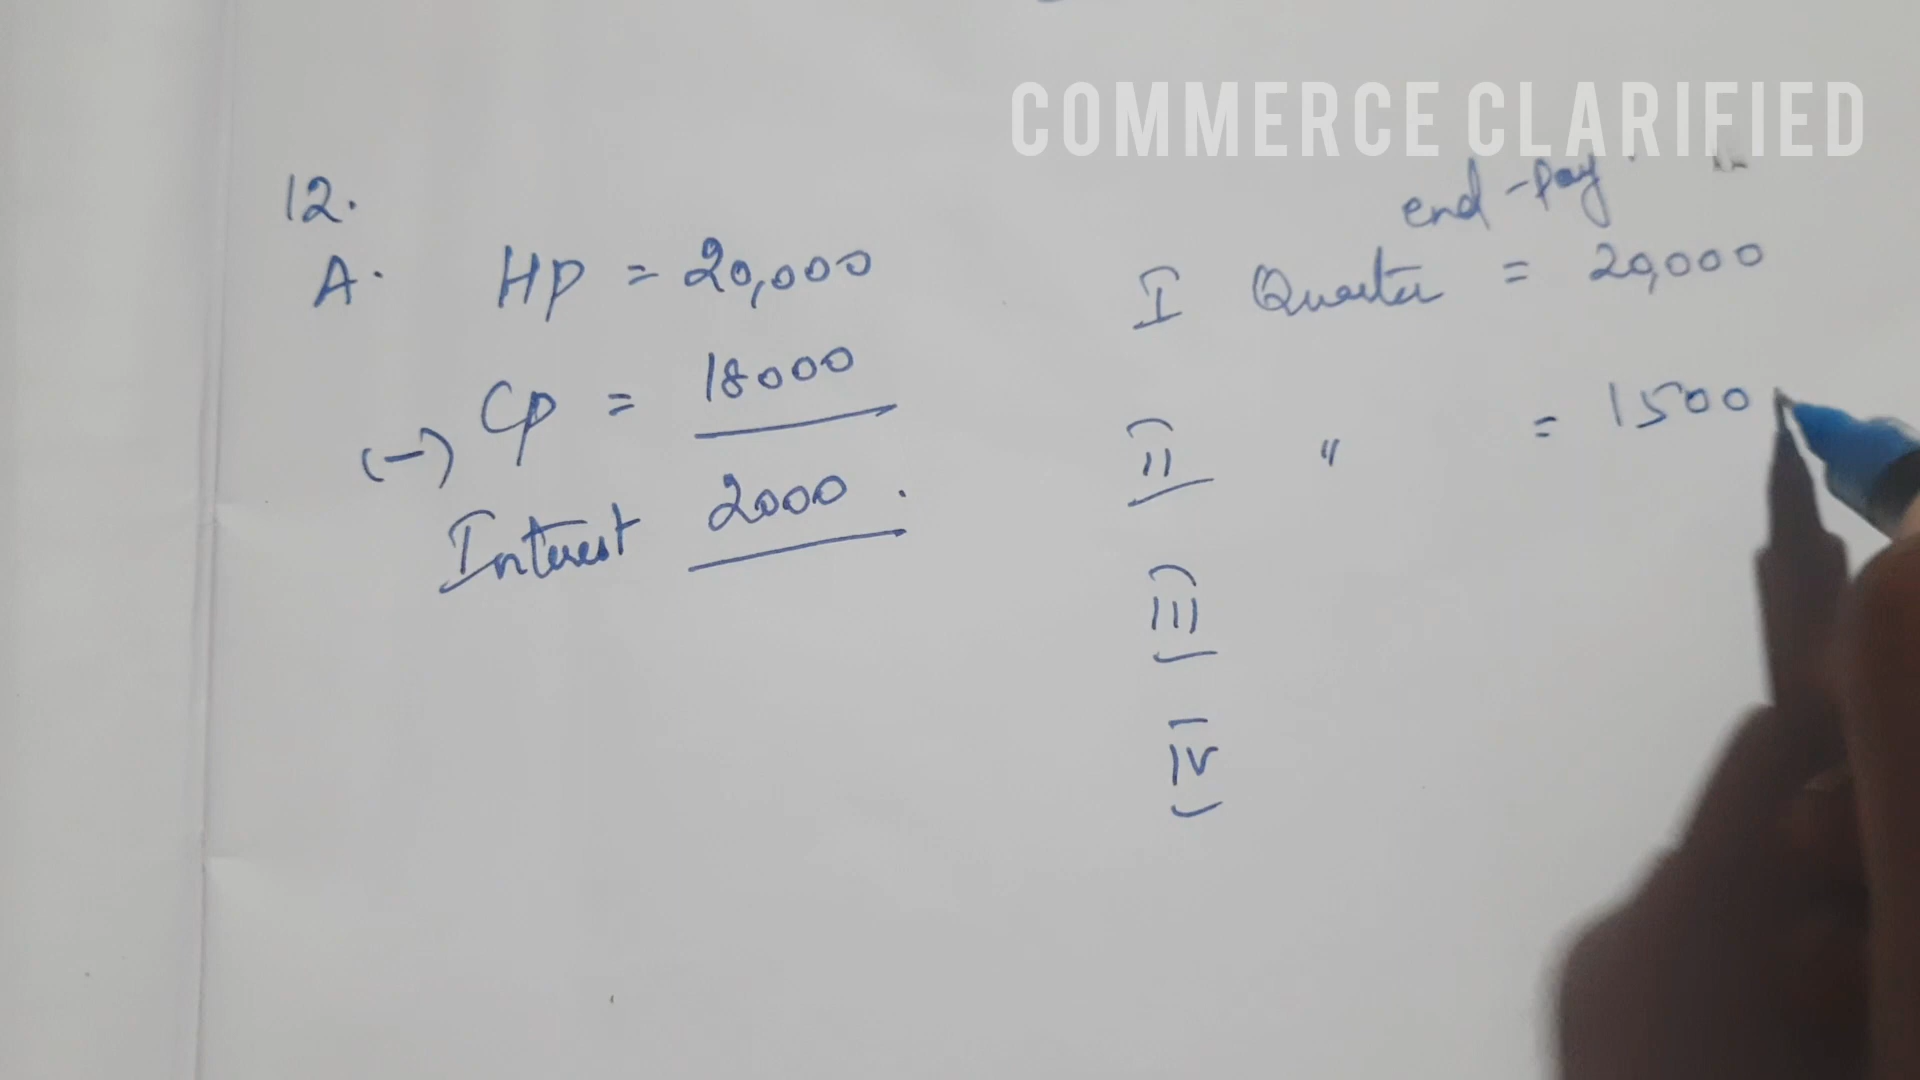 COMMERCE CLARIFIED
12.
A. HP = 20,000
(-) CP = 18000
Interest 2000.
end-pay.
I Quarter = 20,000
II " = 1500
III
IV